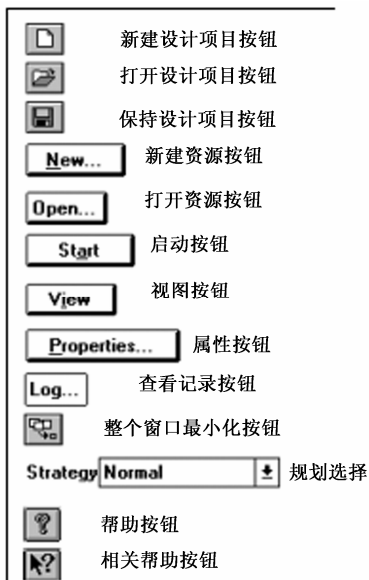 新建设计项目按钮
打开设计项目按钮
保持设计项目按钮
New... 新建资源按钮
Open... 打开资源按钮
Start 启动按钮
View 视图按钮
Properties... 属性按钮
Log... 查看记录按钮
整个窗口最小化按钮
Strategy Normal 规划选择
? 帮助按钮
? 相关帮助按钮